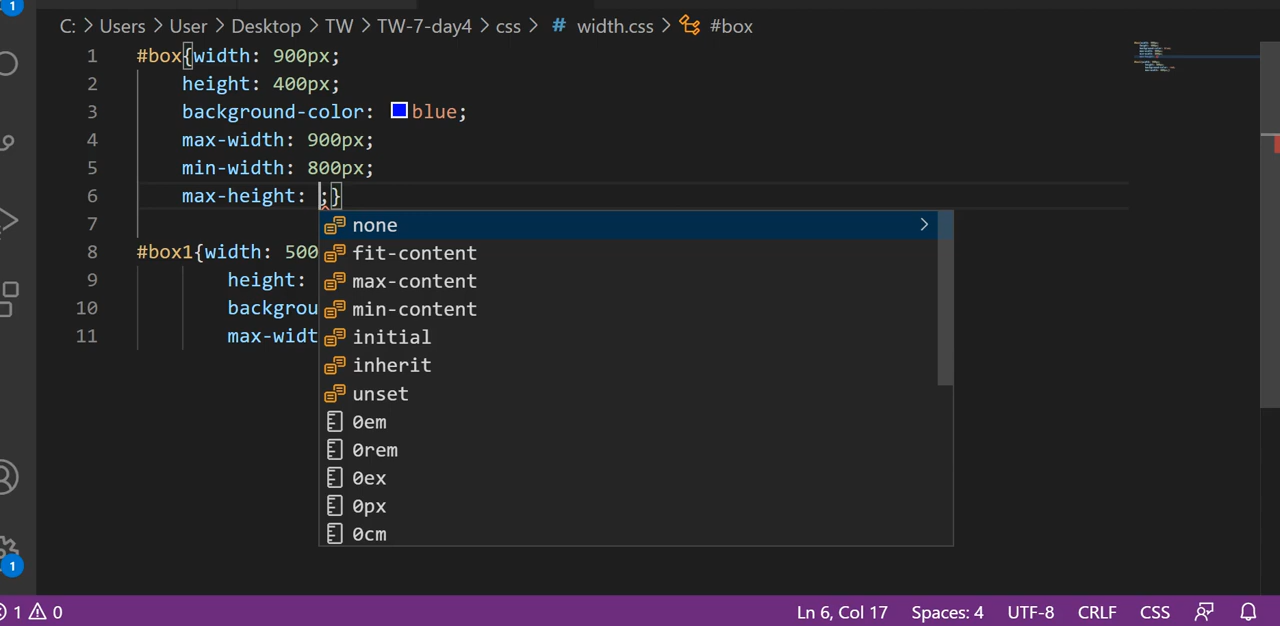 1
C: > Users > User > Desktop > TW > TW-7-day4 > css > # width.css > #box
1 #box{width: 900px;
2 height: 400px;
3 background-color: blue;
4 max-width: 900px;
5 min-width: 800px;
6 max-height: ;}
7
none >
8 #box1{width: 500
fit-content
9 height:
max-content
10 backgrou
min-content
11 max-widt
initial
inherit
unset
0em
0rem
0ex
0px
0cm
1
1 0 Ln 6, Col 17 Spaces: 4 UTF-8 CRLF CSS